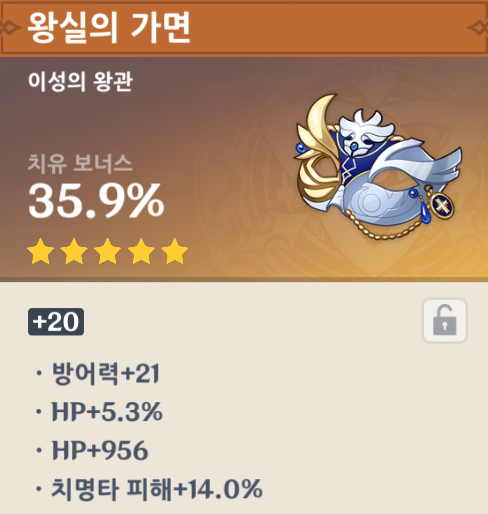 왕실의 가면
이성의 왕관
치유 보너스
35.9%
+20
· 방어력+21
· HP+5.3%
· HP+956
· 치명타 피해+14.0%